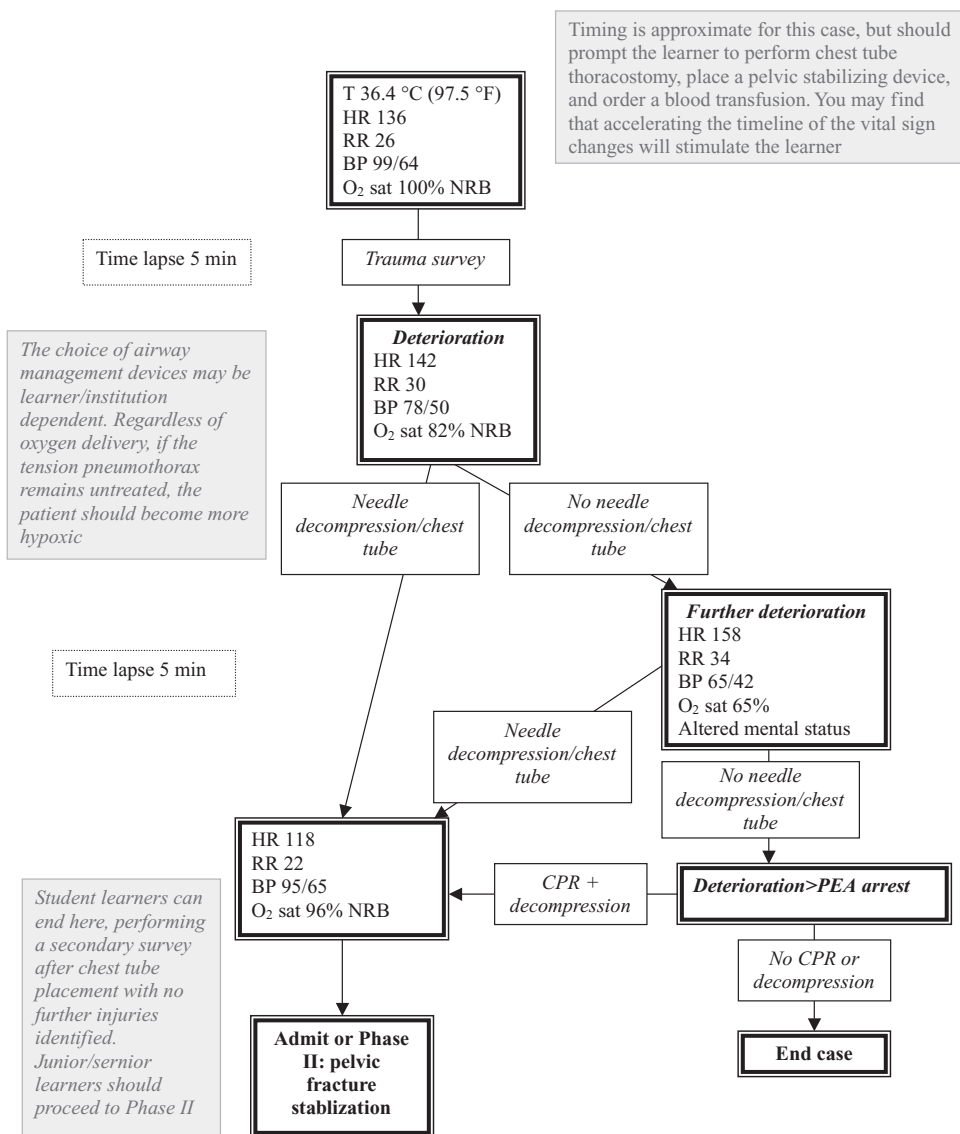 Timing is approximate for this case, but should
prompt the learner to perform chest tube
thoracostomy, place a pelvic stabilizing device,
and order a blood transfusion. You may find
that accelerating the timeline of the vital sign
changes will stimulate the learner
T 36.4 °C (97.5 °F)
HR 136
RR 26
BP 99/64
O₂ sat 100% NRB
Time lapse 5 min
Trauma survey
The choice of airway
management devices may be
learner/institution
dependent. Regardless of
oxygen delivery, if the
tension pneumothorax
remains untreated, the
patient should become more
hypoxic
Deterioration
HR 142
RR 30
BP 78/50
O₂ sat 82% NRB
Needle
decompression/chest
tube
No needle
decompression/chest
tube
Further deterioration
HR 158
RR 34
BP 65/42
O₂ sat 65%
Altered mental status
Time lapse 5 min
Needle
decompression/chest
tube
No needle
decompression/chest
tube
HR 118
RR 22
BP 95/65
O₂ sat 96% NRB
CPR +
decompression
Deterioration>PEA arrest
Student learners can
end here, performing
a secondary survey
after chest tube
placement with no
further injuries
identified.
Junior/sernior
learners should
proceed to Phase II
No CPR or
decompression
Admit or Phase
II: pelvic
fracture
stablization
End case